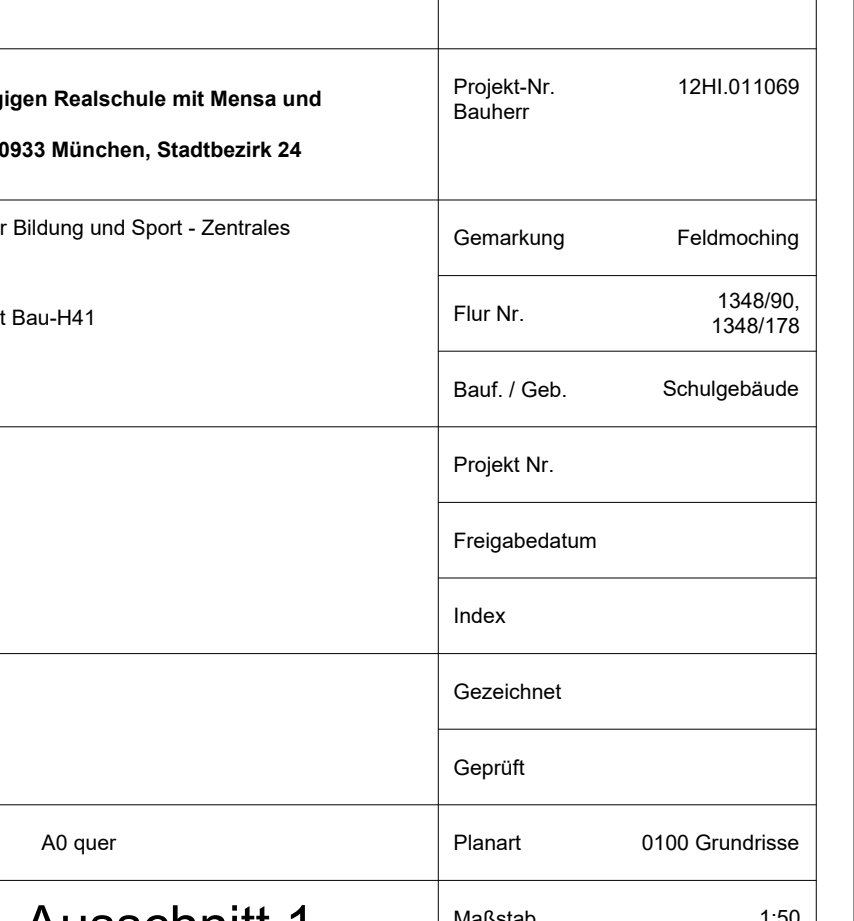 gigen Realschule mit Mensa und
0933 München, Stadtbezirk 24
Projekt-Nr. 12HI.011069
Bauherr
r Bildung und Sport - Zentrales
t Bau-H41
Gemarkung Feldmoching
Flur Nr. 1348/90,
1348/178
Bauf. / Geb. Schulgebäude
Projekt Nr.
Freigabedatum
Index
Gezeichnet
Geprüft
A0 quer
Planart 0100 Grundrisse
Ausschnitt 1
Maßstab 1:50